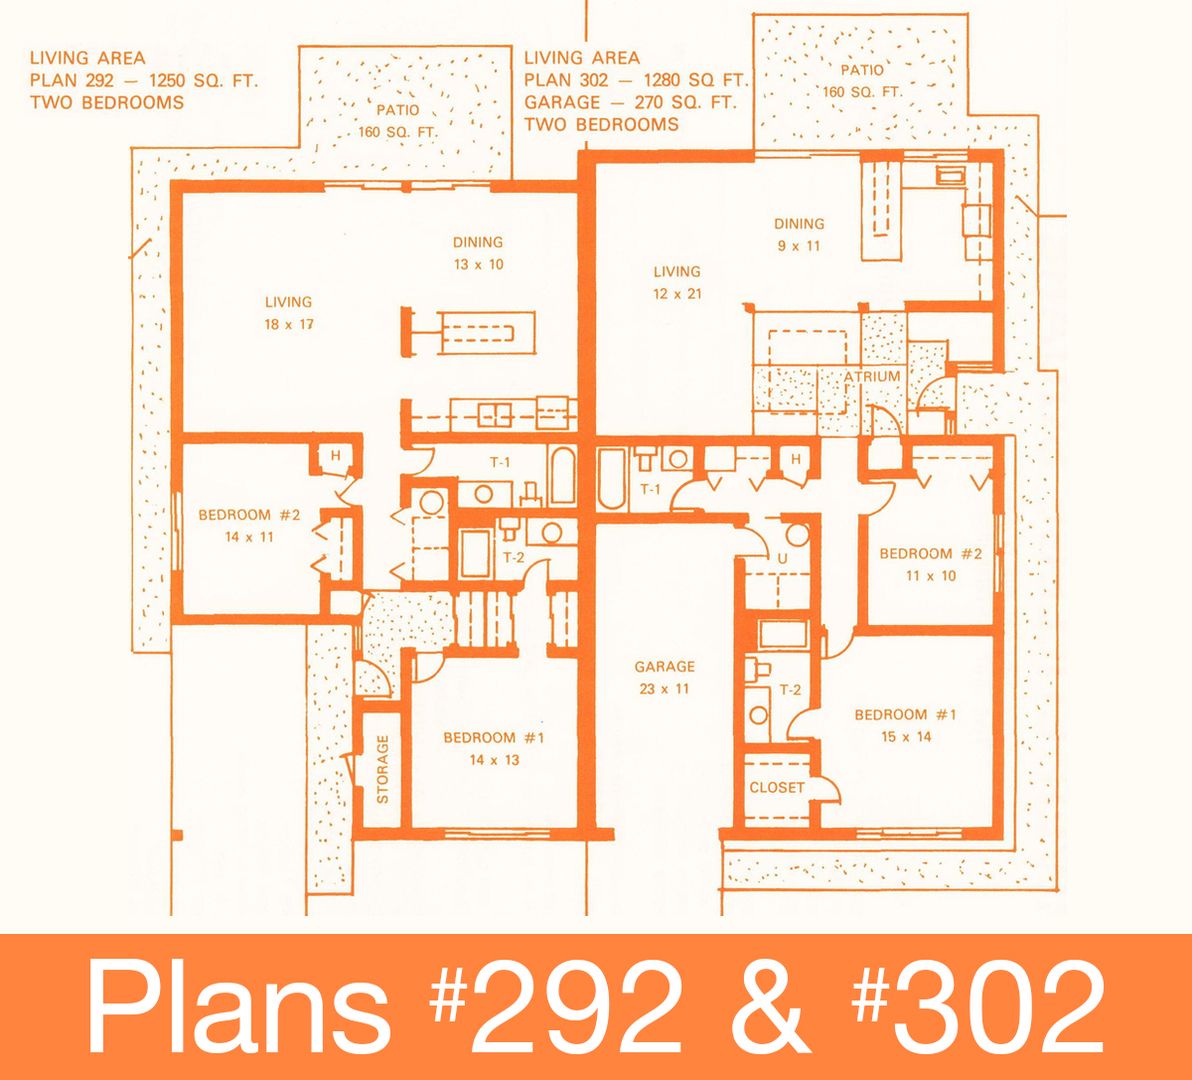 LIVING AREA
PLAN 292 — 1250 SQ. FT.
TWO BEDROOMS
PATIO
160 SQ. FT.
DINING
13 x 10
LIVING
18 x 17
H
T-1
BEDROOM #2
14 x 11
T-2
BEDROOM #1
14 x 13
STORAGE
LIVING AREA
PLAN 302 — 1280 SQ FT.
GARAGE — 270 SQ. FT.
TWO BEDROOMS
PATIO
160 SQ. FT.
DINING
9 x 11
LIVING
12 x 21
ATRIUM
H
T-1
BEDROOM #2
11 x 10
U
GARAGE
23 x 11
T-2
BEDROOM #1
15 x 14
CLOSET
Plans #292 & #302